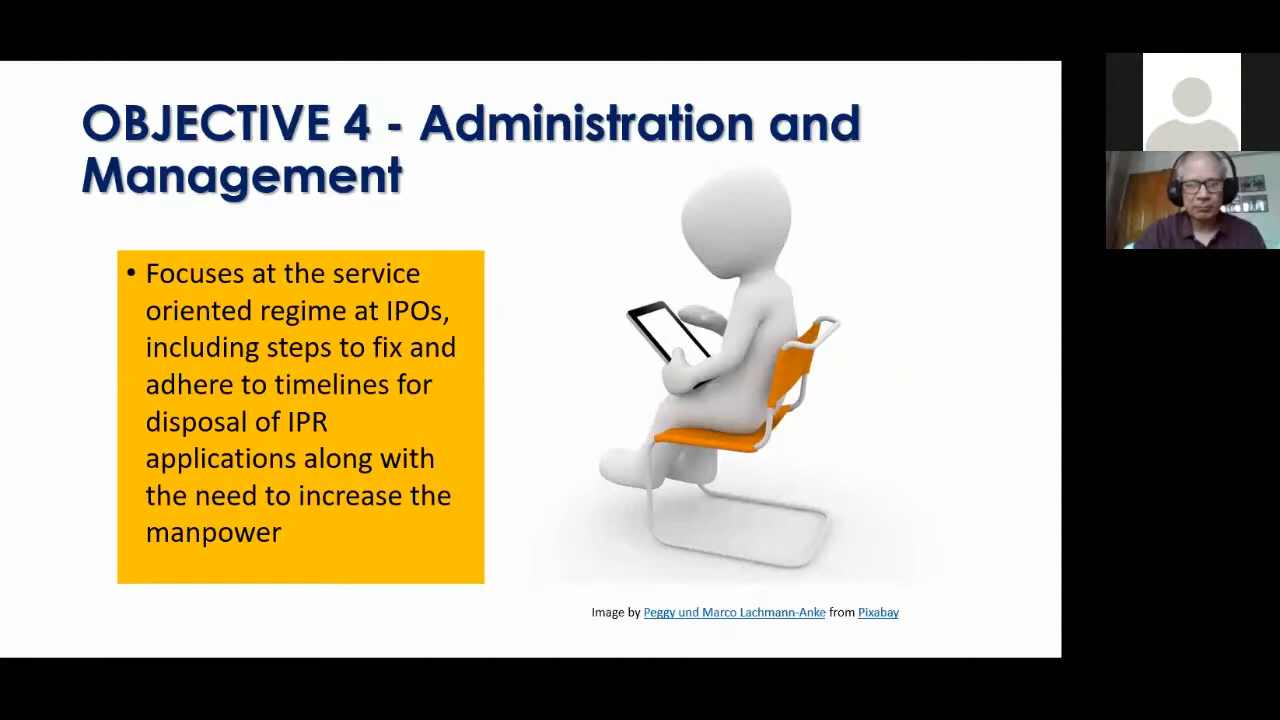 OBJECTIVE 4 - Administration and
Management
• Focuses at the service
oriented regime at IPOs,
including steps to fix and
adhere to timelines for
disposal of IPR
applications along with
the need to increase the
manpower
Image by Peggy und Marco Lachmann-Anke from Pixabay